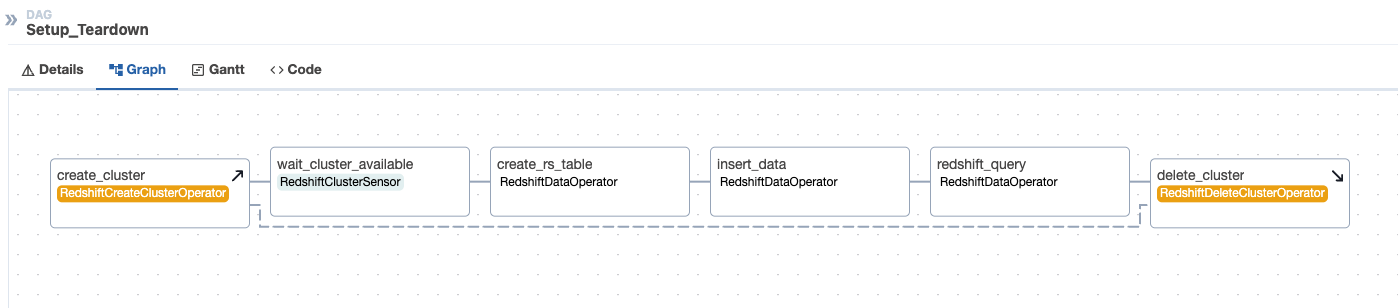 DAG
Setup_Teardown
Details
Graph
Gantt
Code
create_cluster
RedshiftCreateClusterOperator
wait_cluster_available
RedshiftClusterSensor
create_rs_table
RedshiftDataOperator
insert_data
RedshiftDataOperator
redshift_query
RedshiftDataOperator
delete_cluster
RedshiftDeleteClusterOperator